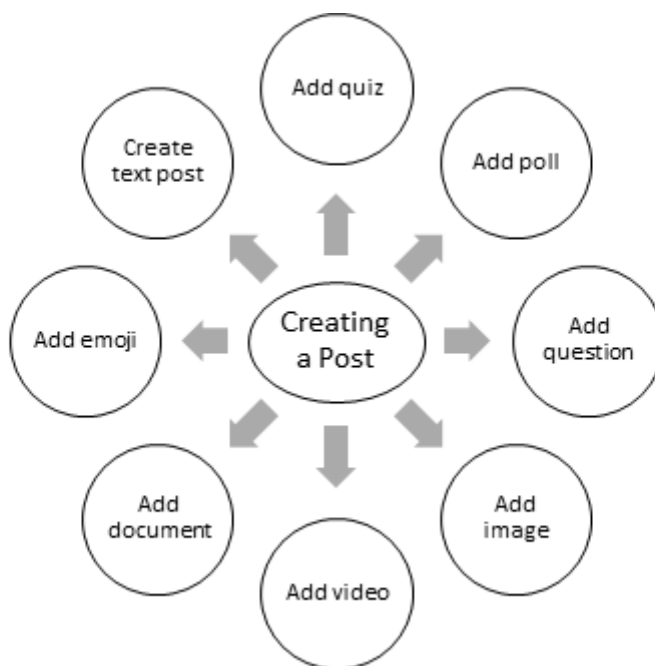 Add quiz
Create
text post
Add poll
Add emoji
Creating
a Post
Add
question
Add
document
Add
image
Add video